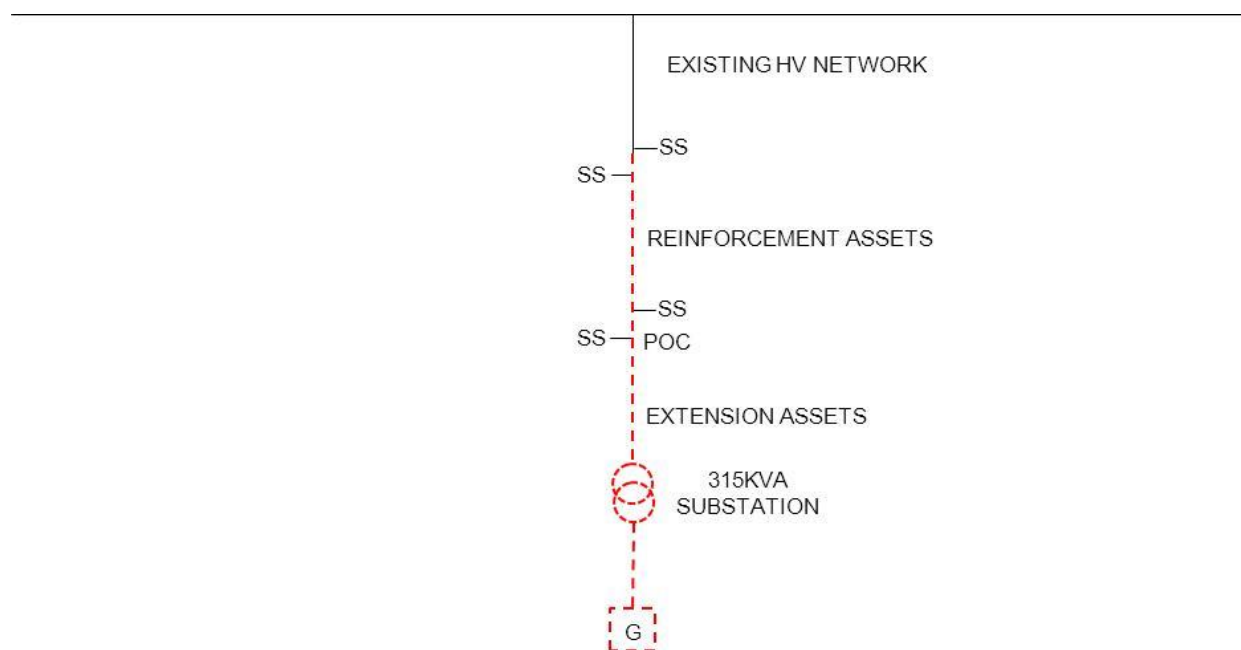 EXISTING HV NETWORK
SS
SS
REINFORCEMENT ASSETS
SS
SS
POC
EXTENSION ASSETS
315KVA
SUBSTATION
G